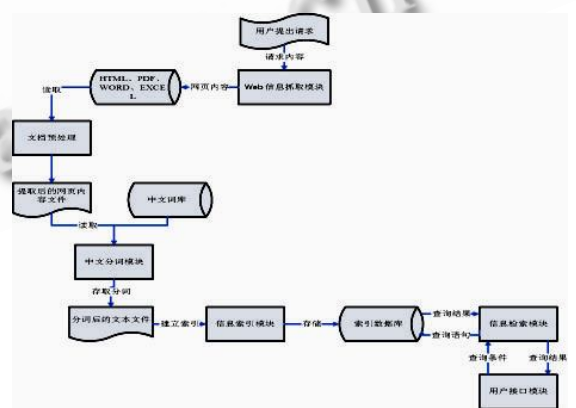 用户提出请求
请求内容
HTML、PDF、
WORD、EXCE
L
网页内容
Web 信息抓取模块
读取
文档预处理
提取后的网页内
容文件
中文词库
读取
中文分词模块
存取分词
分词后的文本文件
建立索引
信息索引模块
存储
索引数据库
查询结果
查询语句
信息检索模块
查询条件
查询结果
用户接口模块